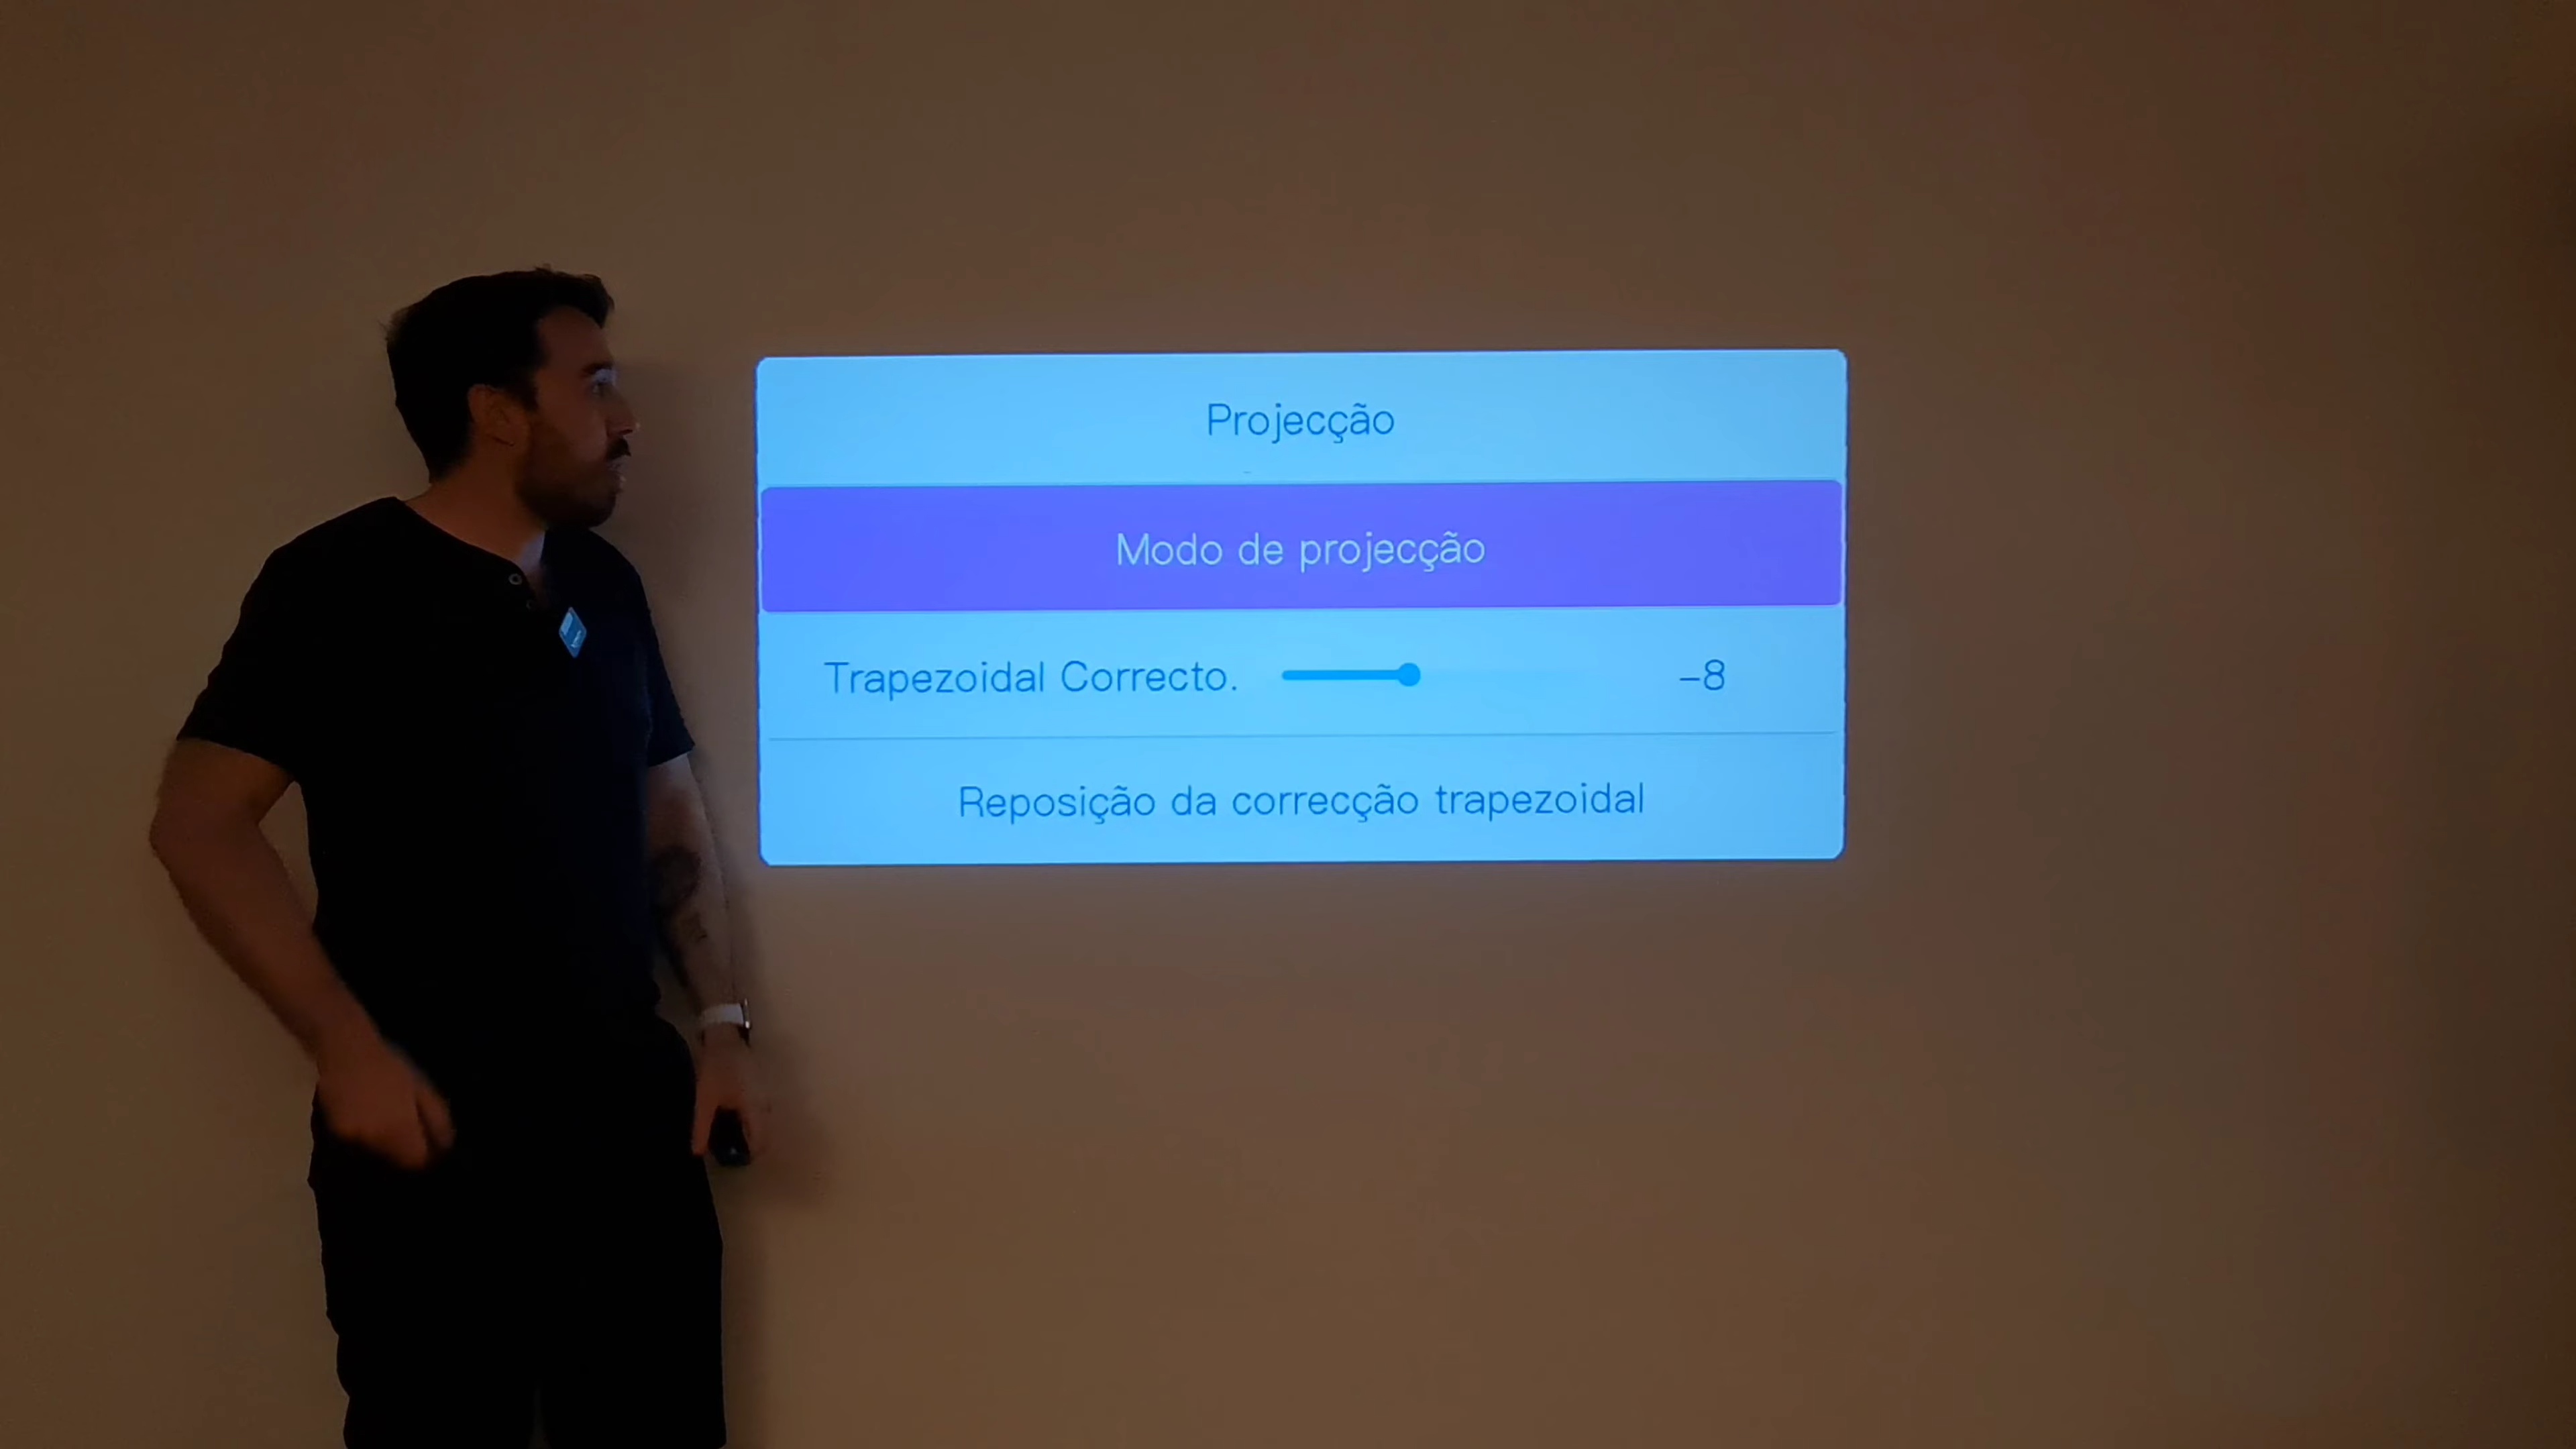 Projecção
Modo de projecção
Trapezoidal Correcto. -8
Reposição da correcção trapezoidal